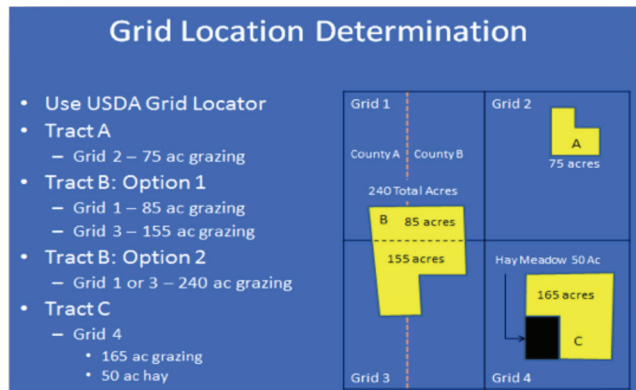 Grid Location Determination
• Use USDA Grid Locator
• Tract A
– Grid 2 – 75 ac grazing
• Tract B: Option 1
– Grid 1 – 85 ac grazing
– Grid 3 – 155 ac grazing
• Tract B: Option 2
– Grid 1 or 3 – 240 ac grazing
• Tract C
– Grid 4
• 165 ac grazing
• 50 ac hay
Grid 1
County A
County B
240 Total Acres
B
85 acres
155 acres
Grid 3
Grid 2
A
75 acres
Hay Meadow 50 Ac
165 acres
C
Grid 4